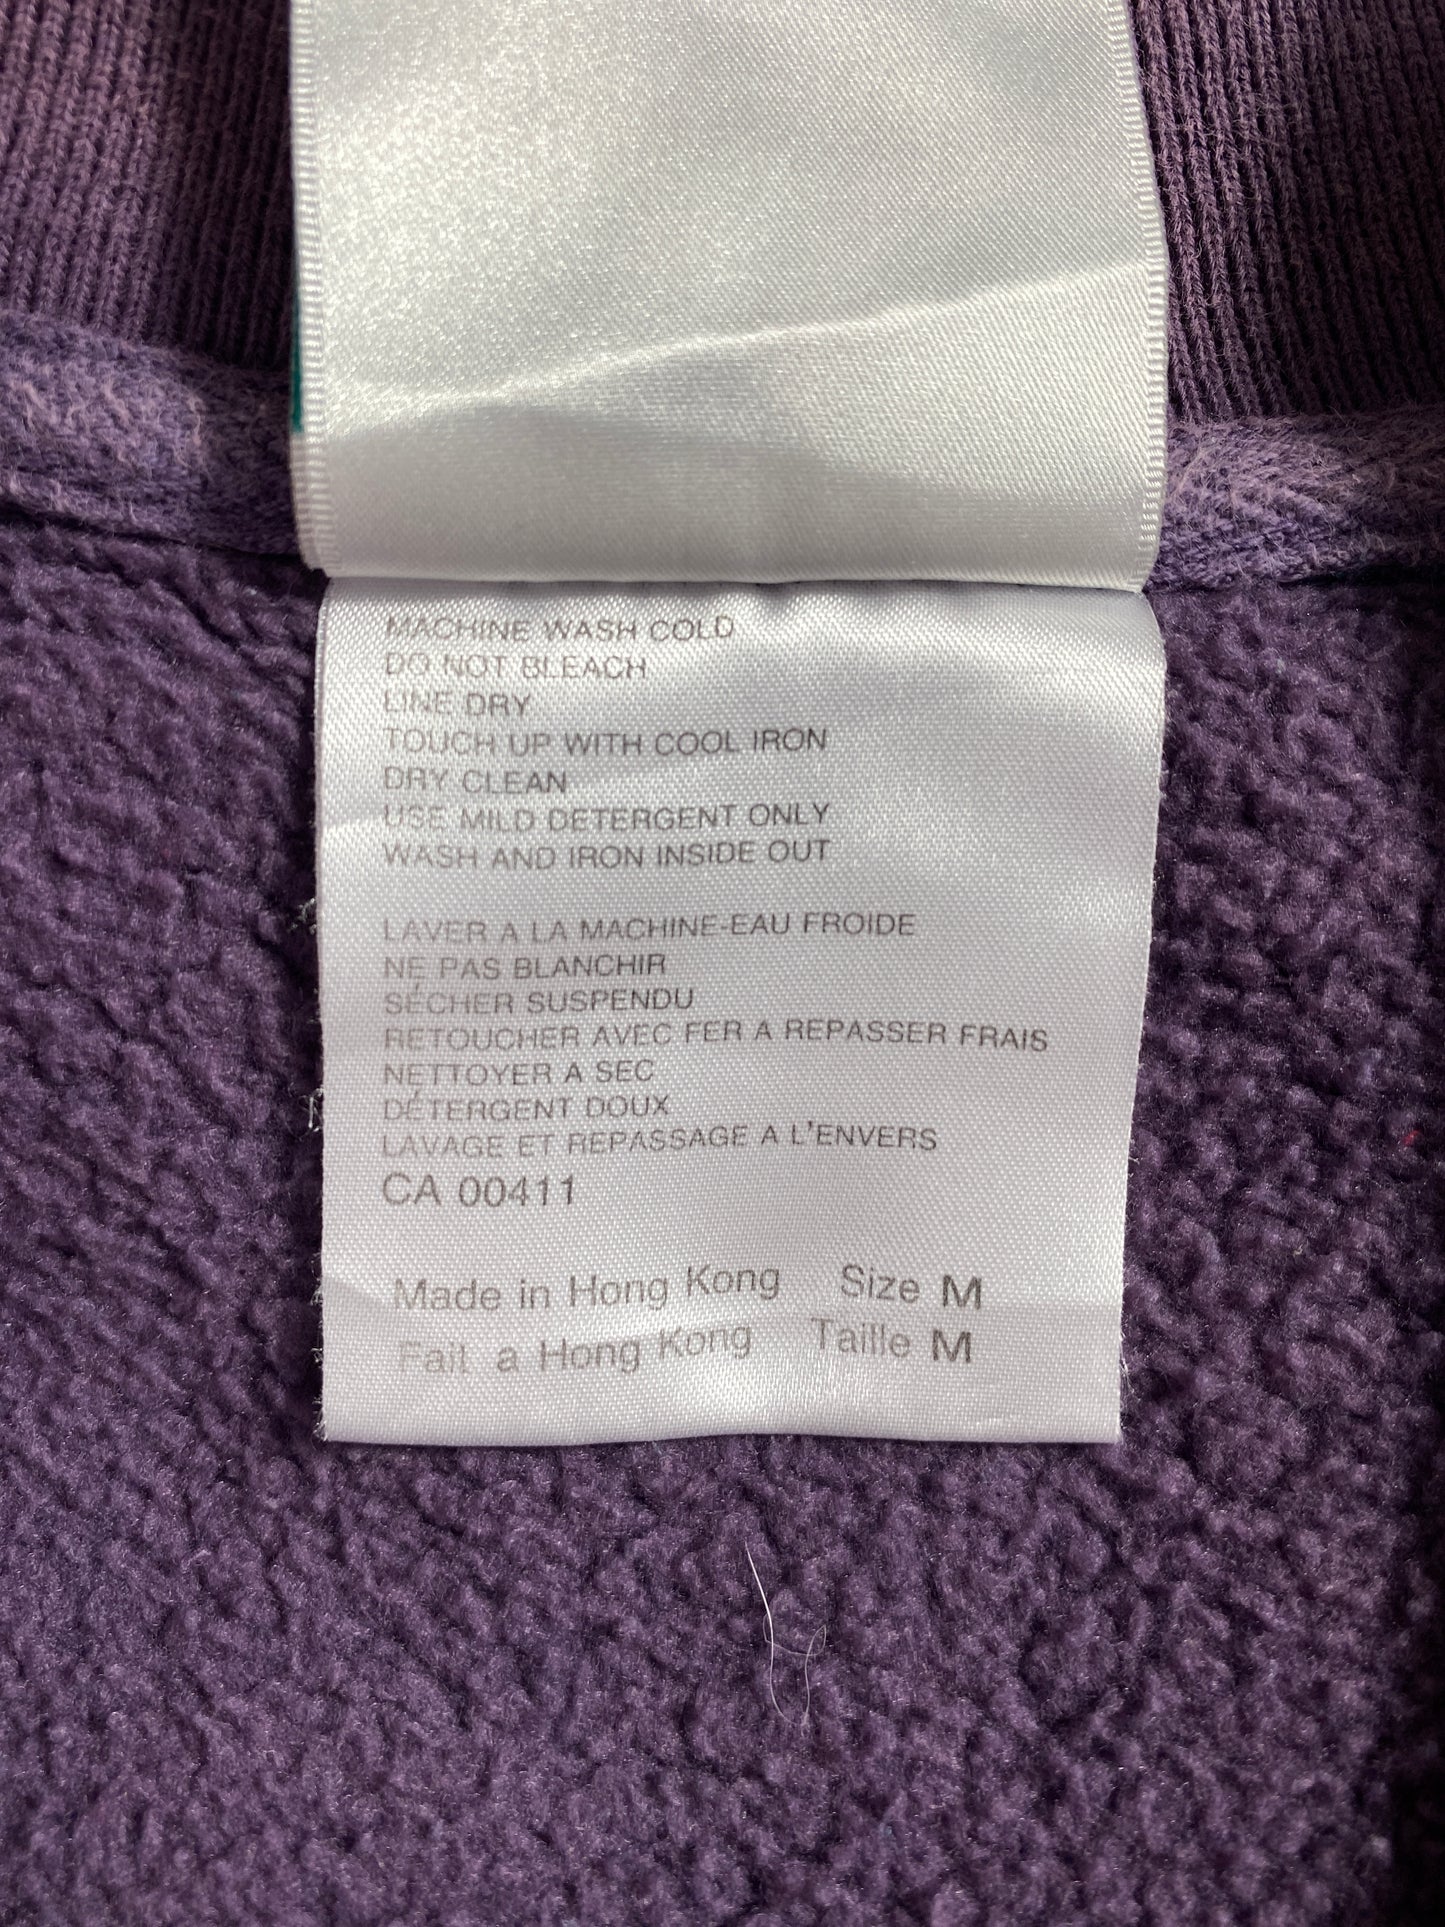 MACHINE WASH COLD
DO NOT BLEACH
LINE DRY
TOUCH UP WITH COOL IRON
DRY CLEAN
USE MILD DETERGENT ONLY
WASH AND IRON INSIDE OUT
LAVER A LA MACHINE-EAU FROIDE
NE PAS BLANCHIR
SÉCHER SUSPENDU
RETOUCHER AVEC FER A REPASSER FRAIS
NETTOYER A SEC
DÉTERGENT DOUX
LAVAGE ET REPASSAGE A L'ENVERS
CA 00411
Made in Hong Kong Size M
Fait a Hong Kong Taille M